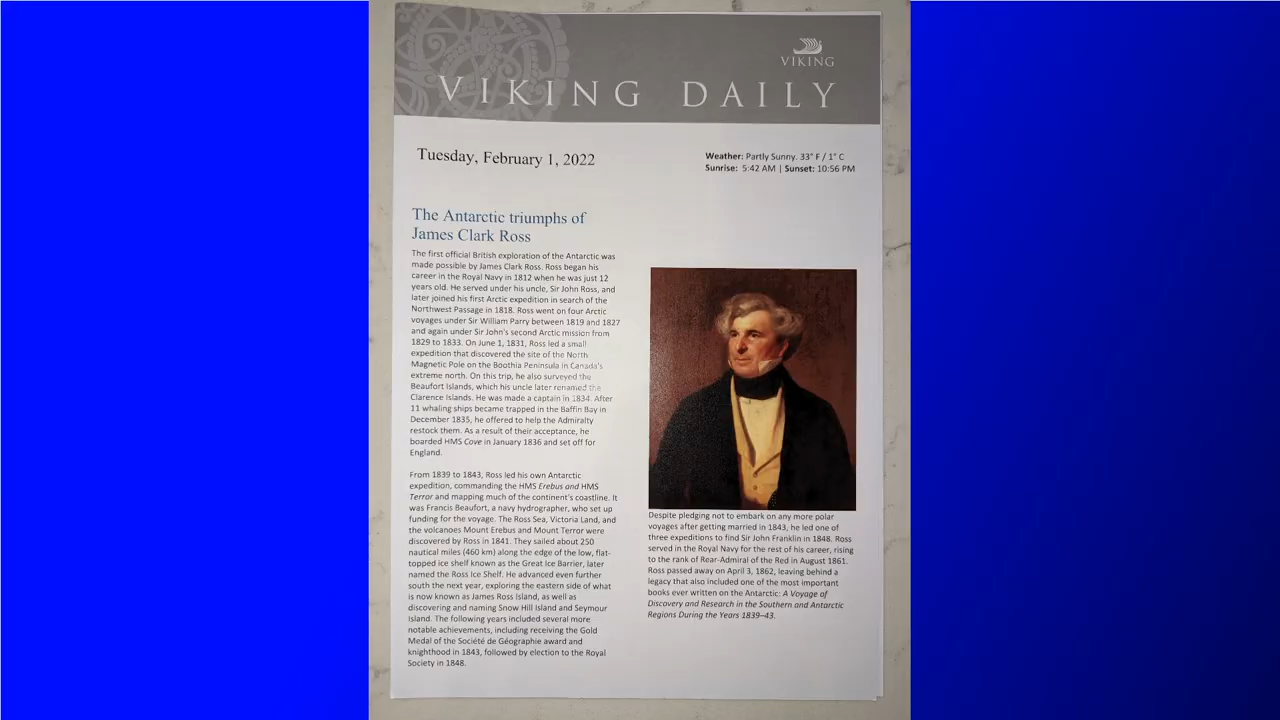 VIKING
VIKING DAILY
Tuesday, February 1, 2022
Weather: Partly Sunny. 33° F / 1° C
Sunrise: 5:42 AM | Sunset: 10:56 PM
The Antarctic triumphs of
James Clark Ross
The first official British exploration of the Antarctic was
made possible by James Clark Ross. Ross began his
career in the Royal Navy in 1812 when he was just 12
years old. He served under his uncle, Sir John Ross, and
later joined his first Arctic expedition in search of the
Northwest Passage in 1818. Ross went on four Arctic
voyages under Sir William Parry between 1819 and 1827
and again under Sir John's second Arctic mission from
1829 to 1833. On June 1, 1831, Ross led a small
expedition that discovered the site of the North
Magnetic Pole on the Boothia Peninsula in Canada's
extreme north. On this trip, he also surveyed the
Beaufort Islands, which his uncle later renamed the
Clarence Islands. He was made a captain in 1834. After
11 whaling ships became trapped in the Baffin Bay in
December 1835, he offered to help the Admiralty
restock them. As a result of their acceptance, he
boarded HMS Cove in January 1836 and set off for
England.
From 1839 to 1843, Ross led his own Antarctic
expedition, commanding the HMS Erebus and HMS
Terror and mapping much of the continent's coastline. It
was Francis Beaufort, a navy hydrographer, who set up
funding for the voyage. The Ross Sea, Victoria Land, and
the volcanoes Mount Erebus and Mount Terror were
discovered by Ross in 1841. They sailed about 250
nautical miles (460 km) along the edge of the low, flat-
topped ice shelf known as the Great Ice Barrier, later
named the Ross Ice Shelf. He advanced even further
south the next year, exploring the eastern side of what
is now known as James Ross Island, as well as
discovering and naming Snow Hill Island and Seymour
Island. The following years included several more
notable achievements, including receiving the Gold
Medal of the Société de Géographie award and
knighthood in 1843, followed by election to the Royal
Society in 1848.
Despite pledging not to embark on any more polar
voyages after getting married in 1843, he led one of
three expeditions to find Sir John Franklin in 1848. Ross
served in the Royal Navy for the rest of his career, rising
to the rank of Rear-Admiral of the Red in August 1861.
Ross passed away on April 3, 1862, leaving behind a
legacy that also included one of the most important
books ever written on the Antarctic: A Voyage of
Discovery and Research in the Southern and Antarctic
Regions During the Years 1839–43.